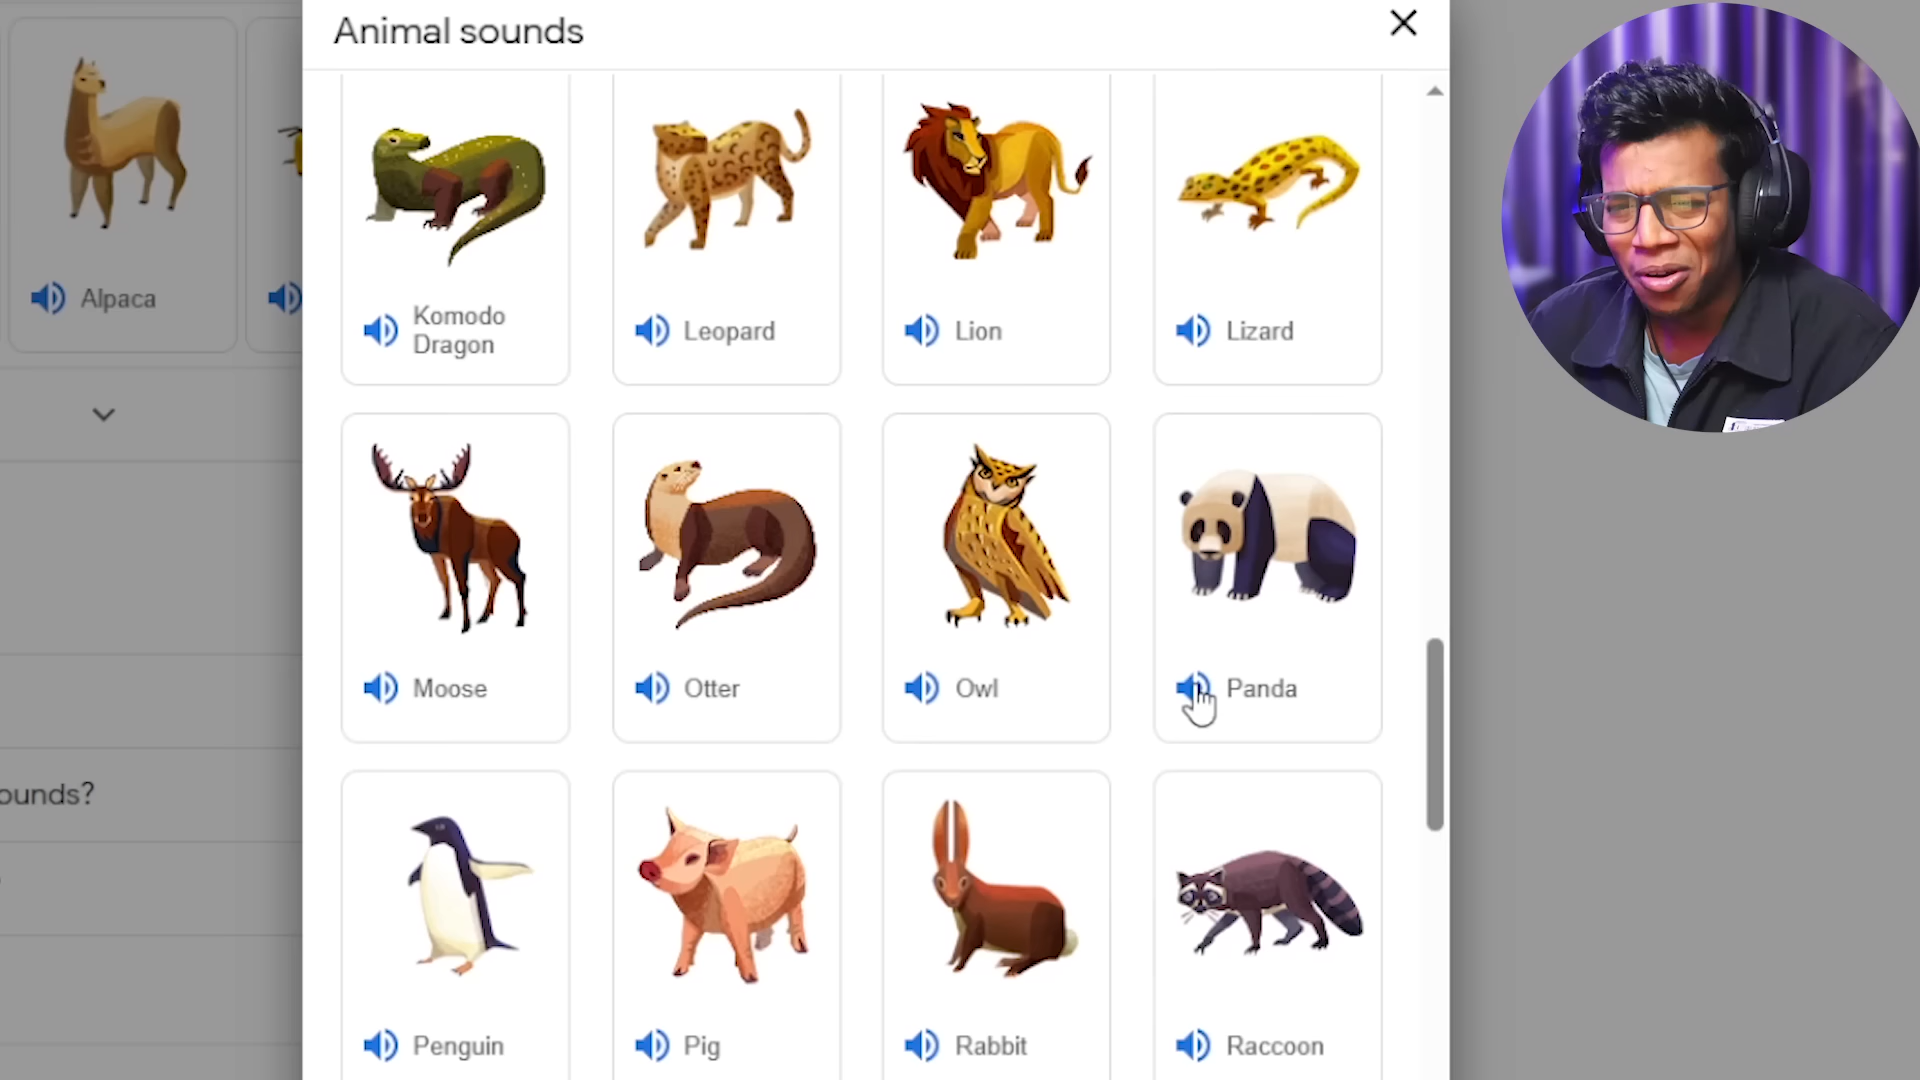 Animal sounds
Alpaca
Komodo
Dragon
Leopard
Lion
Lizard
Moose
Otter
Owl
Panda
ounds?
Penguin
Pig
Rabbit
Raccoon